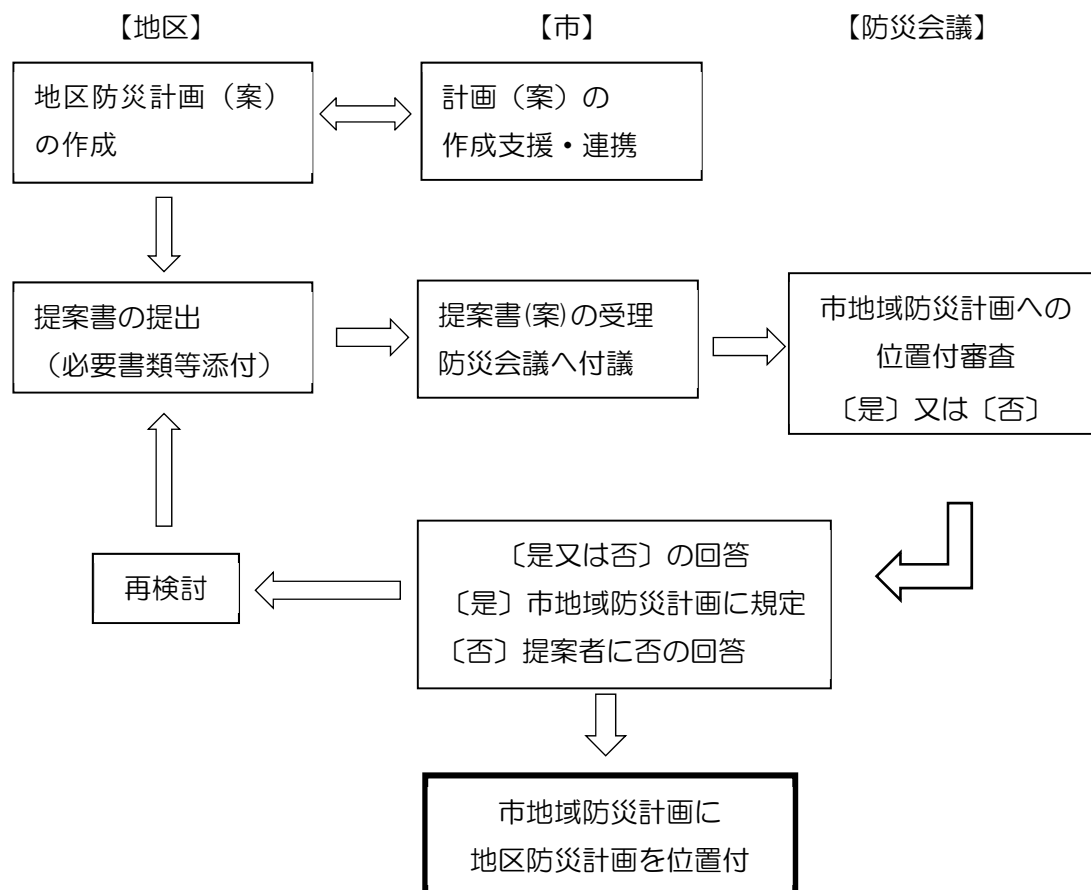 【地区】
【市】
【防災会議】
地区防災計画（案）
の作成
計画（案）の
作成支援・連携
提案書の提出
（必要書類等添付）
提案書(案)の受理
防災会議へ付議
市地域防災計画への
位置付審査
〔是〕又は〔否〕
〔是又は否〕の回答
〔是〕市地域防災計画に規定
〔否〕提案者に否の回答
再検討
市地域防災計画に
地区防災計画を位置付